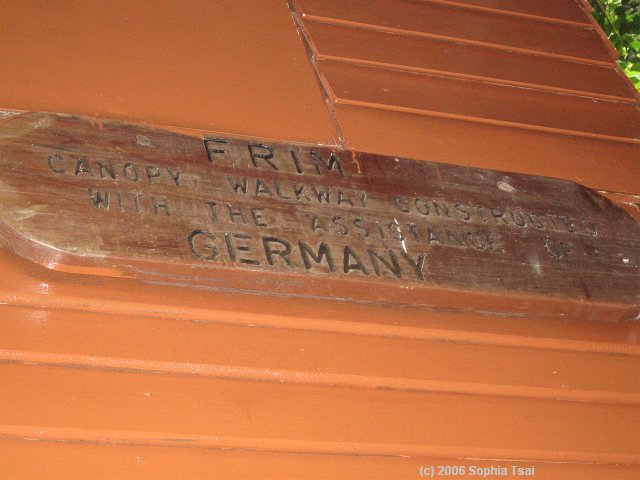 FRIM
CANOPY WALKWAY CONSTRUCTED
WITH THE ASSISTANCE OF
GERMANY
(c) 2006 Sophia Tsai